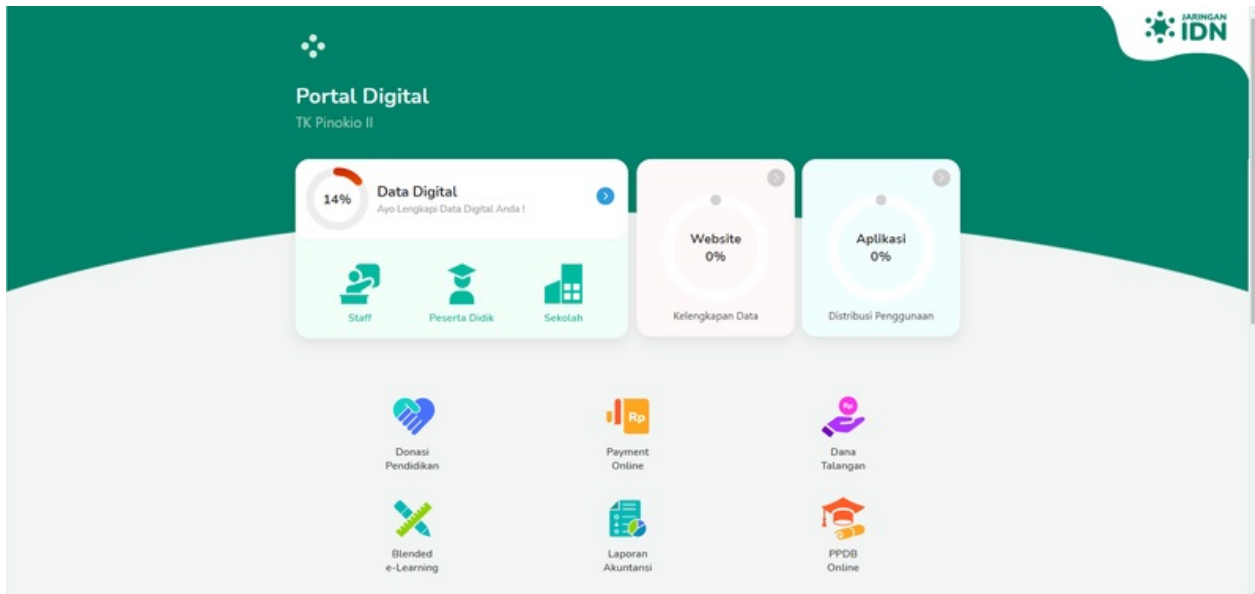 JARINGAN
IDN
Portal Digital
TK Pinokio II
14%
Data Digital
Ayo Lengkapi Data Digital Anda !
Staff
Peserta Didik
Sekolah
Website
0%
Kelengkapan Data
Aplikasi
0%
Distribusi Penggunaan
Donasi
Pendidikan
Payment
Online
Dana
Talangan
Rp
Rp
Blended
e-Learning
Laporan
Akuntansi
PPDB
Online